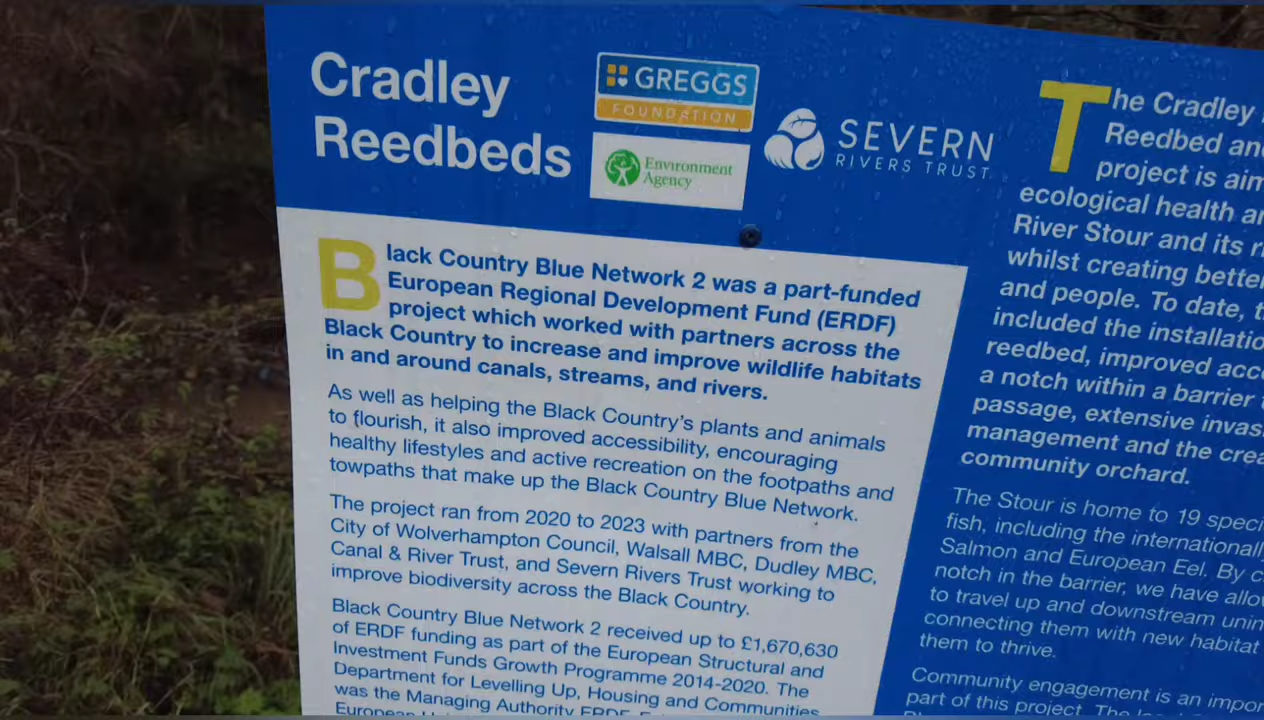 Cradley
Reedbeds
GREGGS
FOUNDATION
Environment
Agency
SEVERN
RIVERS TRUST
Black Country Blue Network 2 was a part-funded
European Regional Development Fund (ERDF)
project which worked with partners across the
Black Country to increase and improve wildlife habitats
in and around canals, streams, and rivers.
As well as helping the Black Country's plants and animals
to flourish, it also improved accessibility, encouraging
healthy lifestyles and active recreation on the footpaths and
towpaths that make up the Black Country Blue Network.
The project ran from 2020 to 2023 with partners from the
City of Wolverhampton Council, Walsall MBC, Dudley MBC,
Canal & River Trust, and Severn Rivers Trust working to
improve biodiversity across the Black Country.
Black Country Blue Network 2 received up to £1,670,630
of ERDF funding as part of the European Structural and
Investment Funds Growth Programme 2014-2020. The
Department for Levelling Up, Housing and Communities
was the Managing Authority ERDF.
European
The Cradley
Reedbed and
project is
ecological health
River Stour and its
whilst creating better
and people. To date,
included the
reedbed, improved
a notch within a barrier
passage, extensive
management and the
community orchard.
The Stour is home to 19
fish, including the
Salmon and European Eel. By
notch in the barrier, we have
to travel up and downstream
connecting them with new habitat
them to thrive.
Community engagement is an
part of this project. The